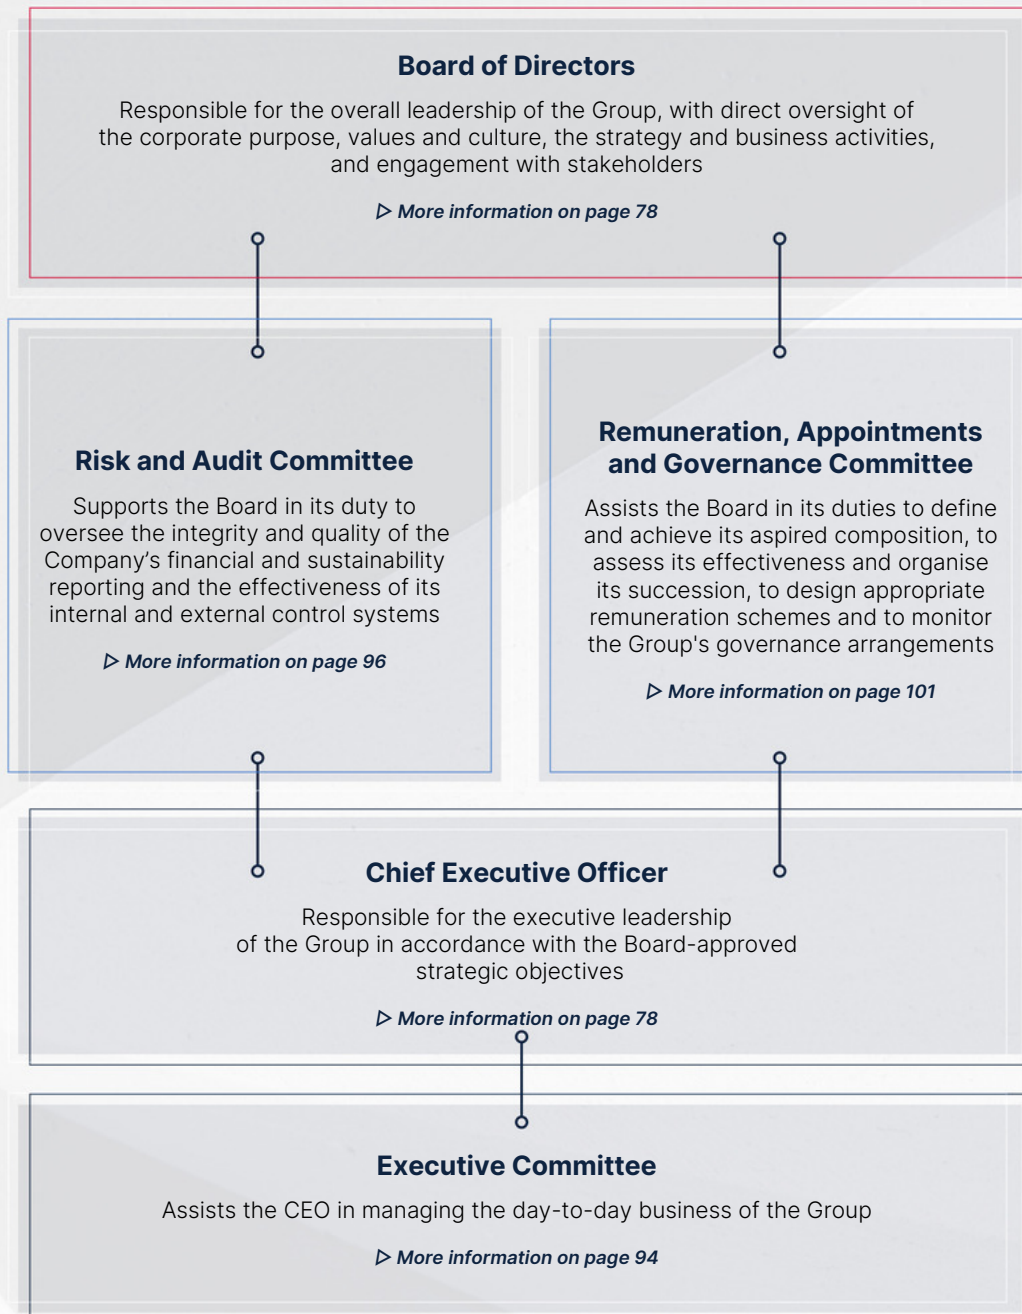 Board of Directors
Responsible for the overall leadership of the Group, with direct oversight of
the corporate purpose, values and culture, the strategy and business activities,
and engagement with stakeholders
▷ More information on page 78
Risk and Audit Committee
Supports the Board in its duty to
oversee the integrity and quality of the
Company’s financial and sustainability
reporting and the effectiveness of its
internal and external control systems
▷ More information on page 96
Remuneration, Appointments
and Governance Committee
Assists the Board in its duties to define
and achieve its aspired composition, to
assess its effectiveness and organise
its succession, to design appropriate
remuneration schemes and to monitor
the Group's governance arrangements
▷ More information on page 101
Chief Executive Officer
Responsible for the executive leadership
of the Group in accordance with the Board-approved
strategic objectives
▷ More information on page 78
Executive Committee
Assists the CEO in managing the day-to-day business of the Group
▷ More information on page 94